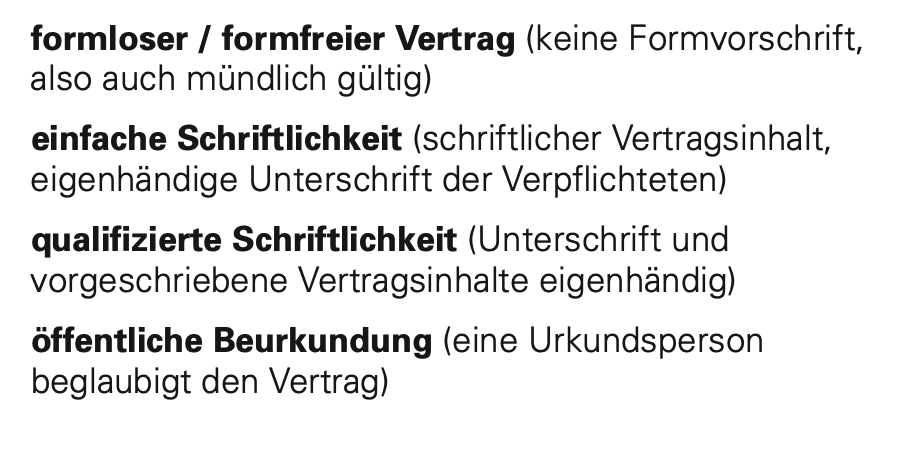 formloser / formfreier Vertrag (keine Formvorschrift,
also auch mündlich gültig)
einfache Schriftlichkeit (schriftlicher Vertragsinhalt,
eigenhändige Unterschrift der Verpflichteten)
qualifizierte Schriftlichkeit (Unterschrift und
vorgeschriebene Vertragsinhalte eigenhändig)
öffentliche Beurkundung (eine Urkundsperson
beglaubigt den Vertrag)